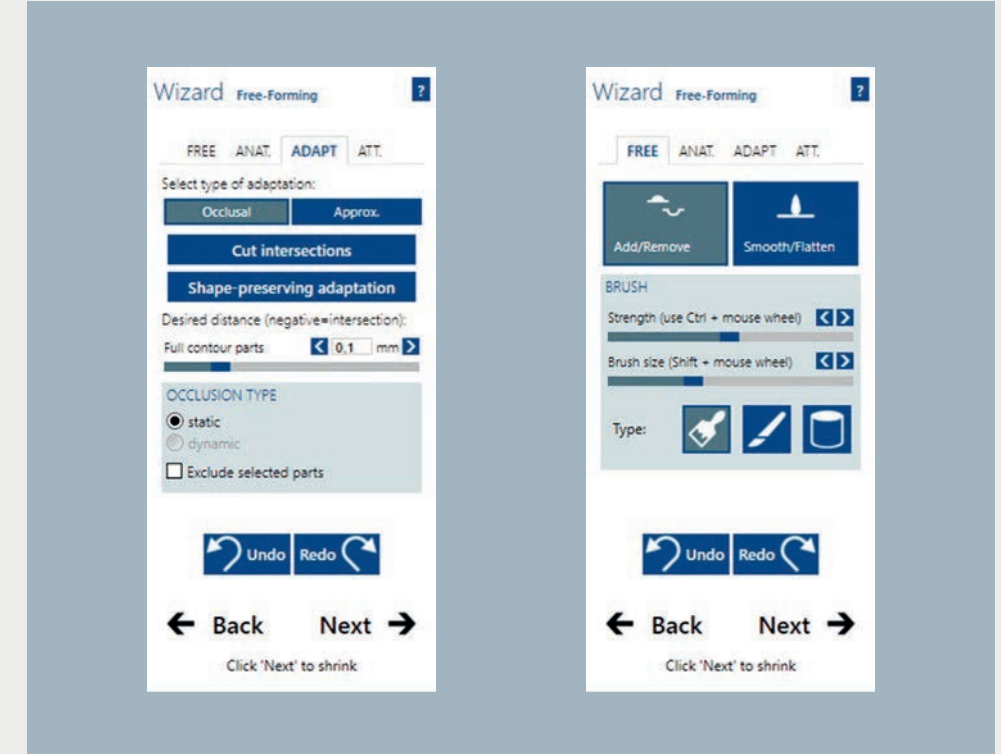 Wizard Free-Forming ?
FREE ANAT. ADAPT ATT.
Select type of adaptation:
Occlusal Approx.
Cut intersections
Shape-preserving adaptation
Desired distance (negative=intersection):
Full contour parts 0,1 mm
OCCLUSION TYPE
static
dynamic
Exclude selected parts
Undo Redo
Back Next
Click 'Next' to shrink
Wizard Free-Forming ?
FREE ANAT. ADAPT ATT.
Add/Remove Smooth/Flatten
BRUSH
Strength (use Ctrl + mouse wheel)
Brush size (Shift + mouse wheel)
Type:
Undo Redo
Back Next
Click 'Next' to shrink